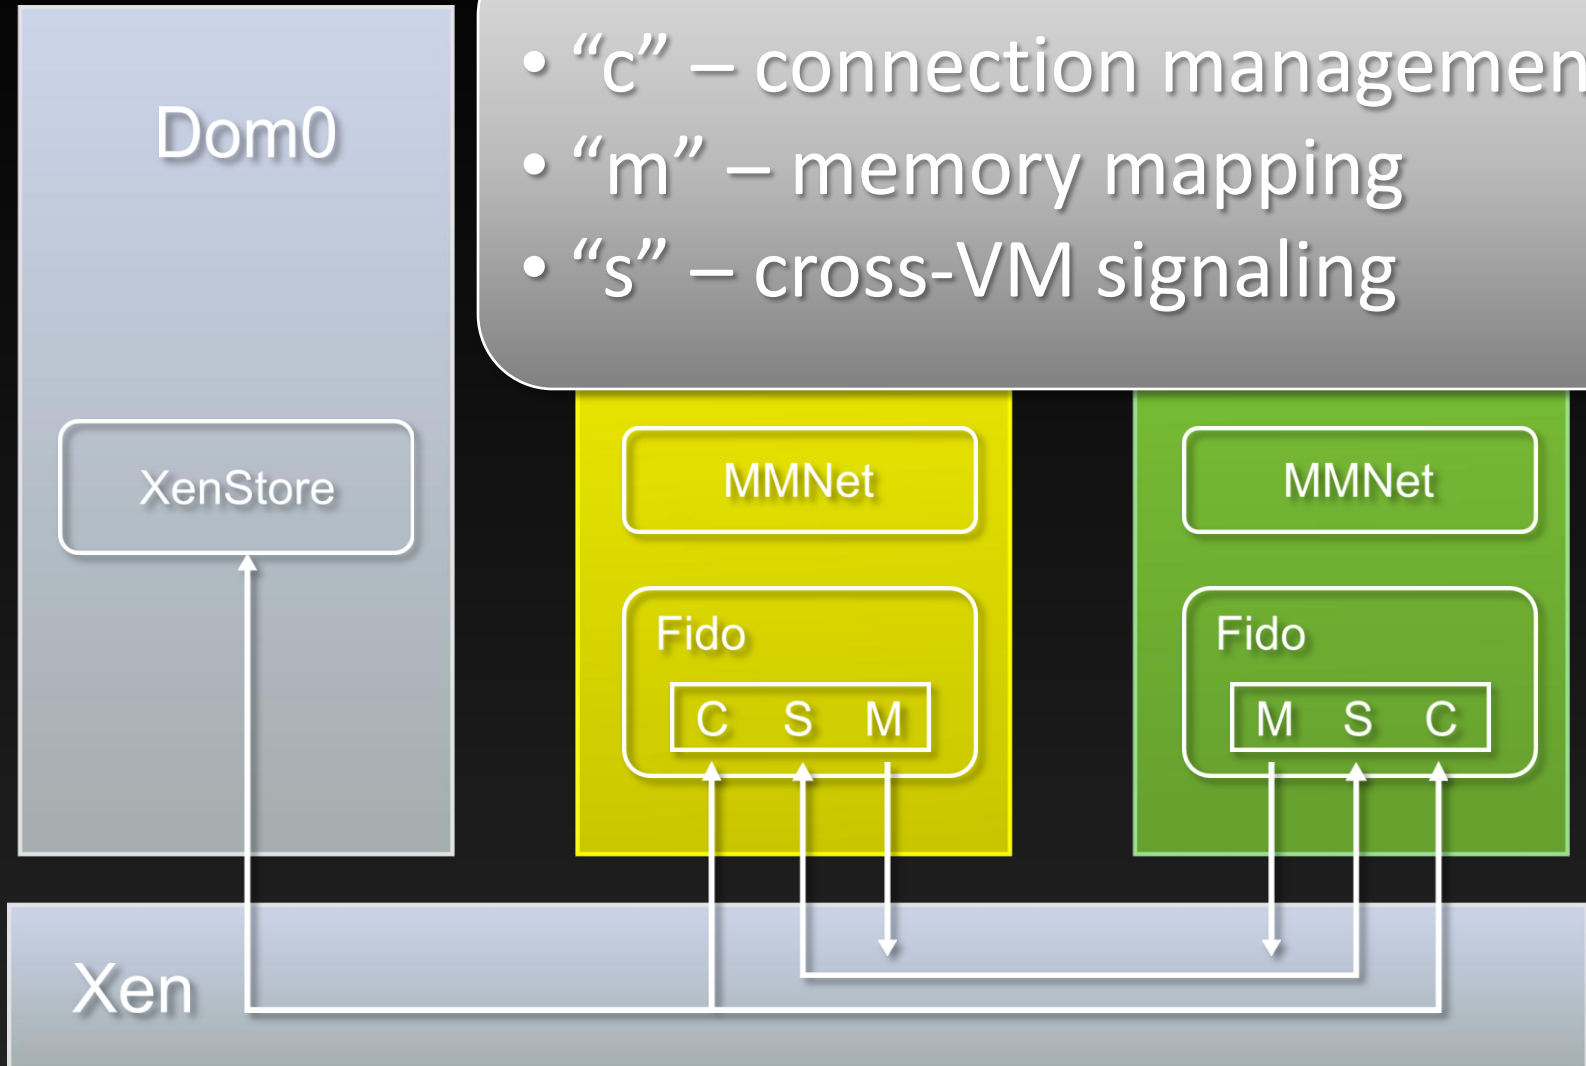 • “c” – connection managemen
• “m” – memory mapping
• “s” – cross-VM signaling
Dom0
XenStore
MMNet
MMNet
Fido
C S M
Fido
M S C
Xen